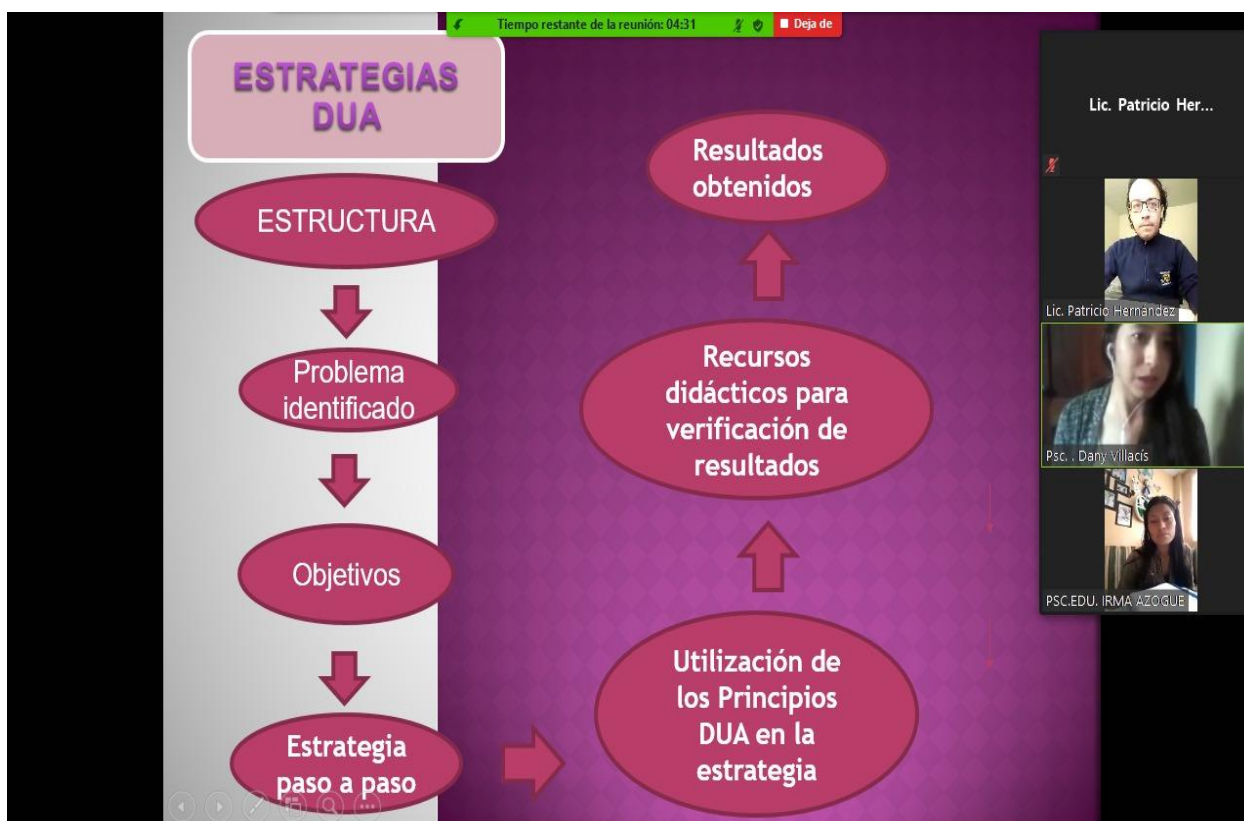 Tiempo restante de la reunión: 04:31
Deja de
ESTRATEGIAS
DUA
ESTRUCTURA
Problema
identificado
Objetivos
Estrategia
paso a paso
Utilización de
los Principios
DUA en la
estrategia
Recursos
didácticos para
verificación de
resultados
Resultados
obtenidos
Lic. Patricio Her...
Lic. Patricio Hernández
Psc. . Dany Villacís
PSC.EDU. IRMA AZOGUE